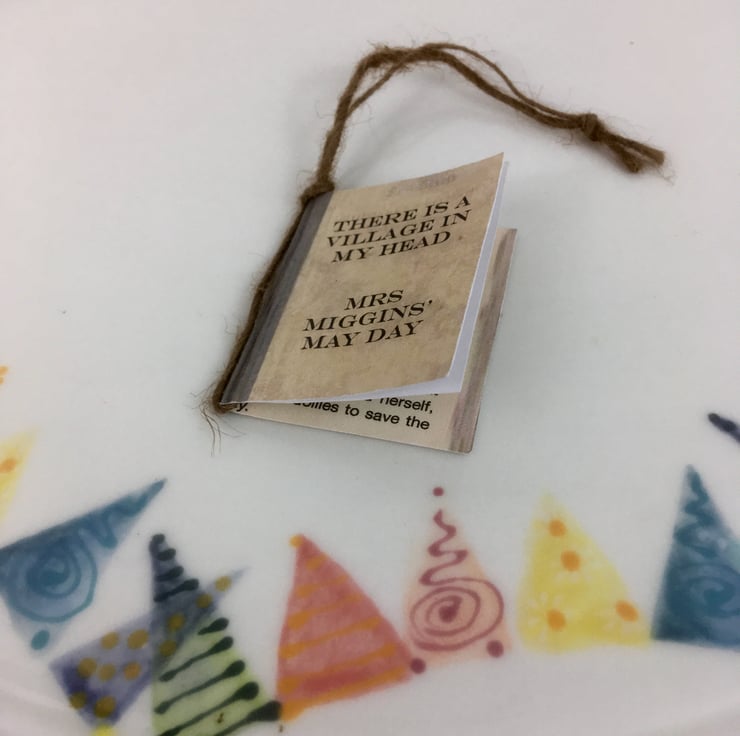 THERE IS A
VILLAGE IN
MY HEAD
MRS
MIGGINS'
MAY DAY
herself,
to save the